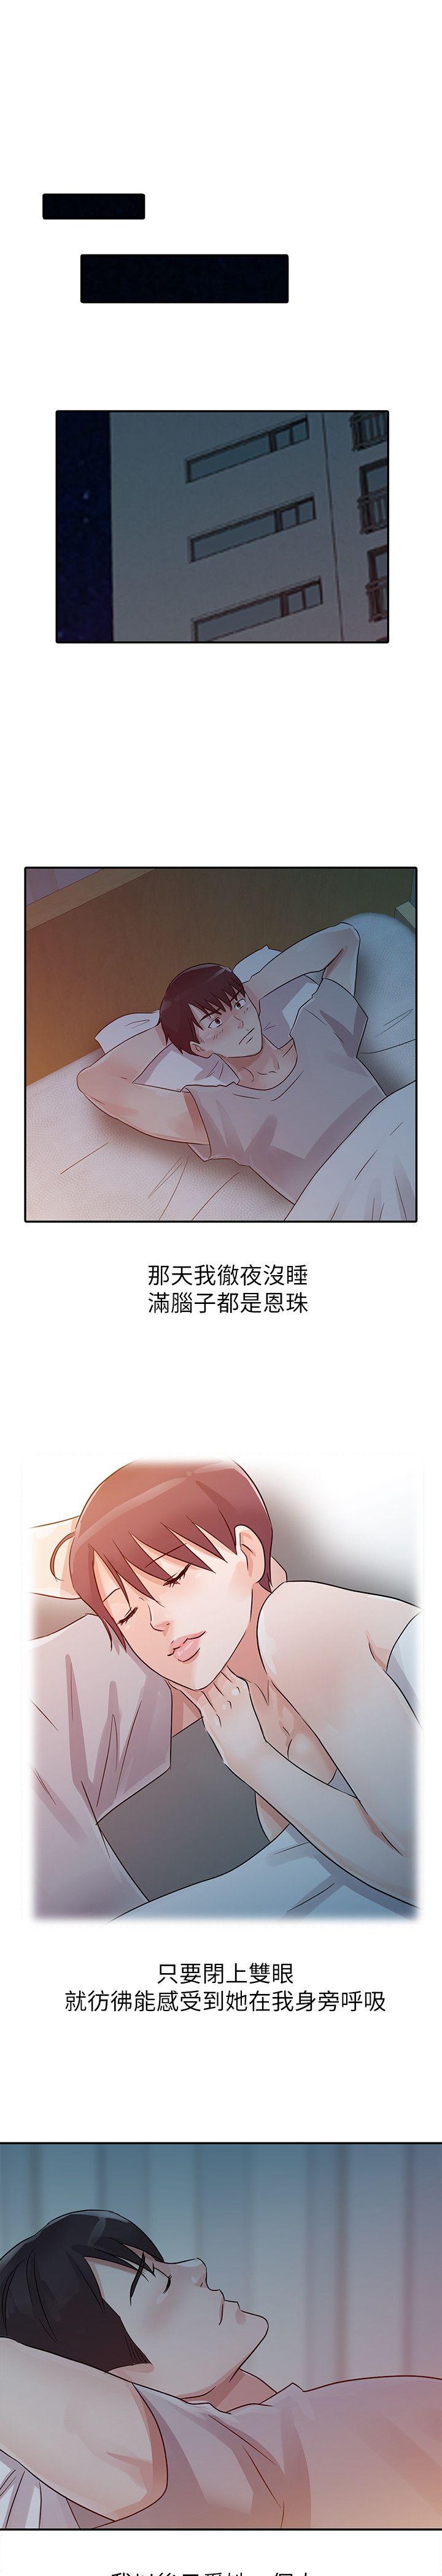 那天我徹夜沒睡
滿腦子都是恩珠
只要閉上雙眼
就彷彿能感受到她在我身旁呼吸